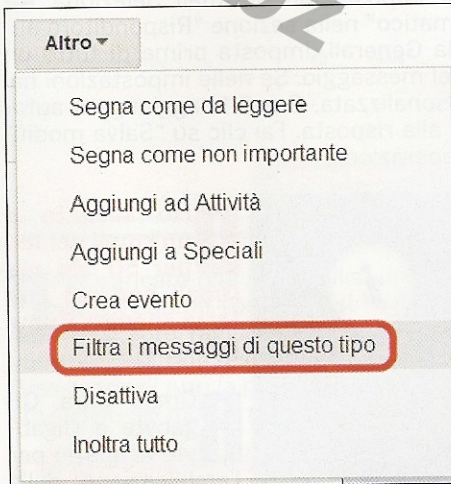 Altro
Segna come da leggere
Segna come non importante
Aggiungi ad Attività
Aggiungi a Speciali
Crea evento
Filtra i messaggi di questo tipo
Disattiva
Inoltra tutto